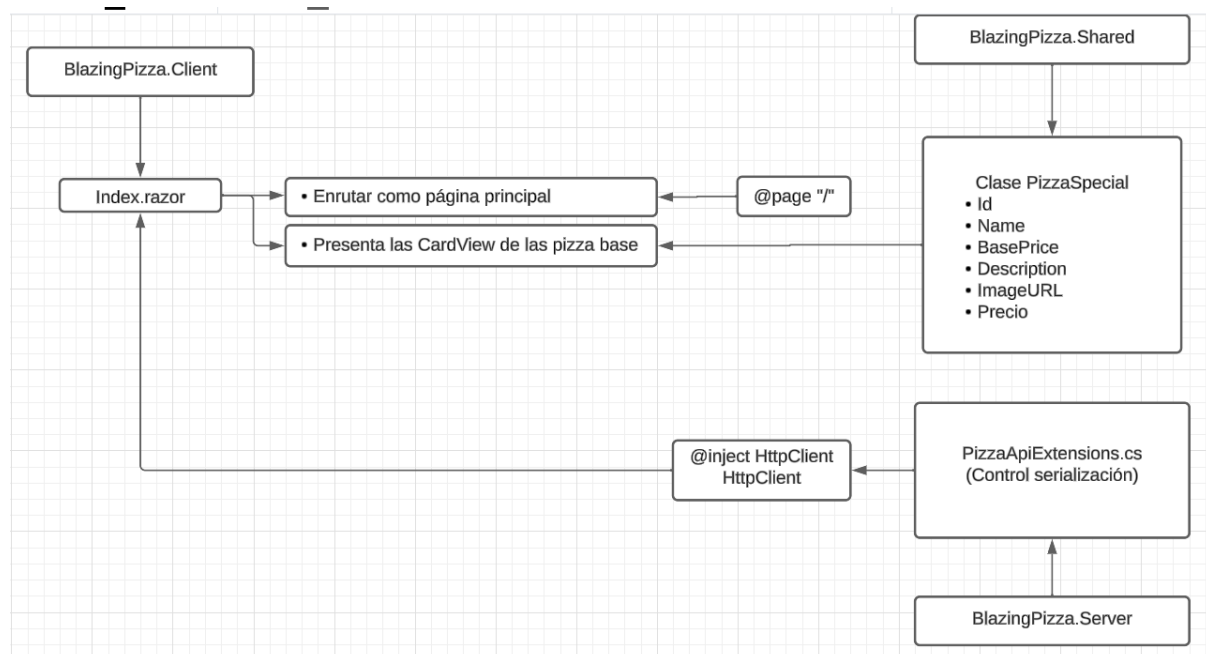 BlazingPizza.Client
BlazingPizza.Shared
Index.razor
• Enrutar como página principal
@page "/"
• Presenta las CardView de las pizza base
Clase PizzaSpecial
• Id
• Name
• BasePrice
• Description
• ImageURL
• Precio
@inject HttpClient
HttpClient
PizzaApiExtensions.cs
(Control serialización)
BlazingPizza.Server